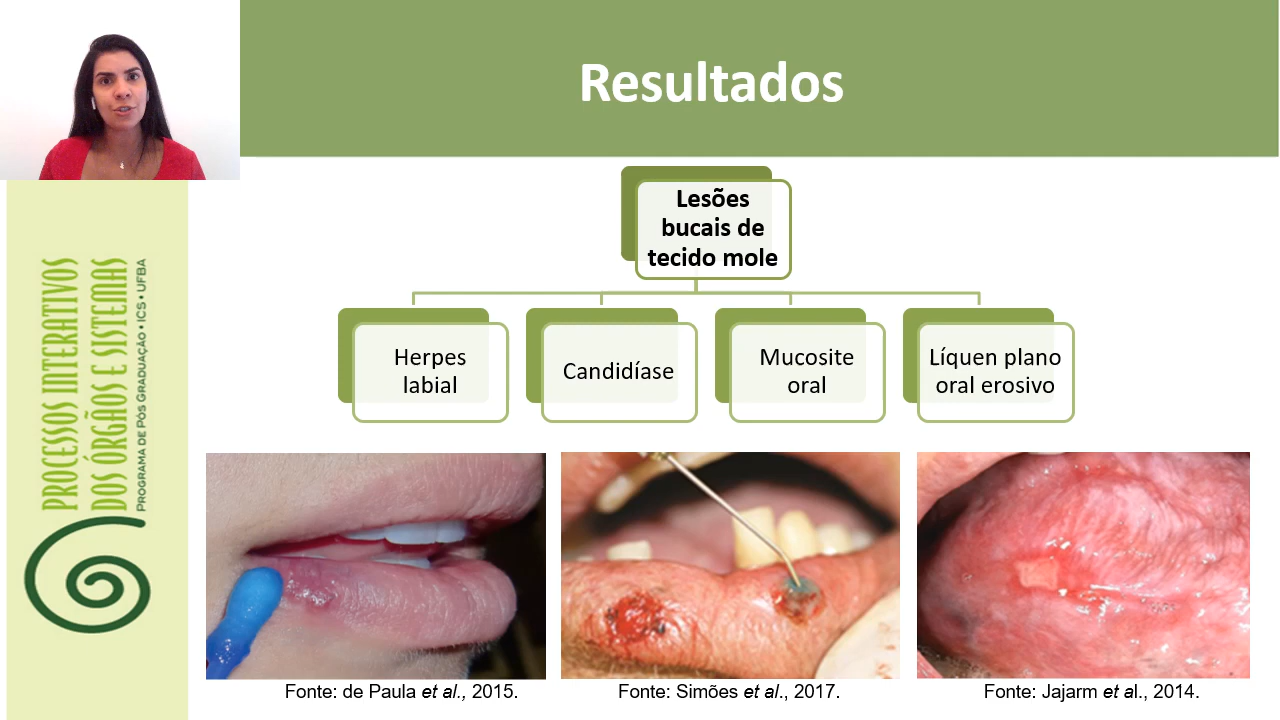 Resultados
Lesões
bucais de
tecido mole
Herpes
labial
Candidíase
Mucosite
oral
Líquen plano
oral erosivo
PROCESSOS INTERATIVOS
DOS ÓRGÃOS E SISTEMAS
PROGRAMA DE PÓS GRADUAÇÃO • ICS • UFBA
Fonte: de Paula et al., 2015.
Fonte: Simões et al., 2017.
Fonte: Jajarm et al., 2014.